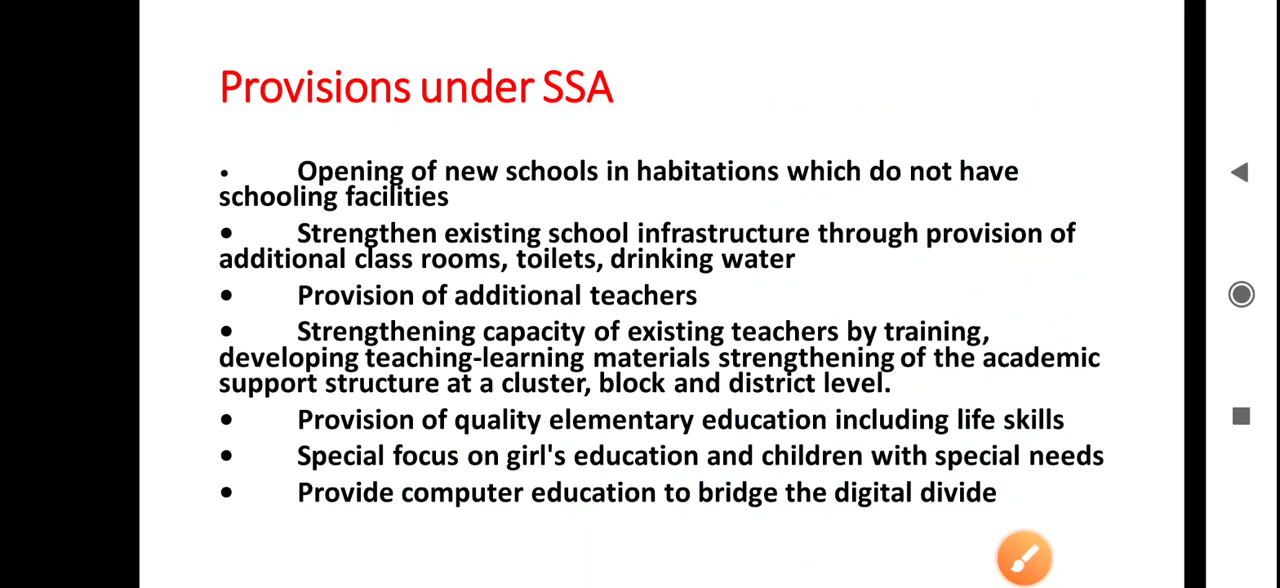 Provisions under SSA
• Opening of new schools in habitations which do not have
schooling facilities
• Strengthen existing school infrastructure through provision of
additional class rooms, toilets, drinking water
• Provision of additional teachers
• Strengthening capacity of existing teachers by training,
developing teaching-learning materials strengthening of the academic
support structure at a cluster, block and district level.
• Provision of quality elementary education including life skills
• Special focus on girl's education and children with special needs
• Provide computer education to bridge the digital divide